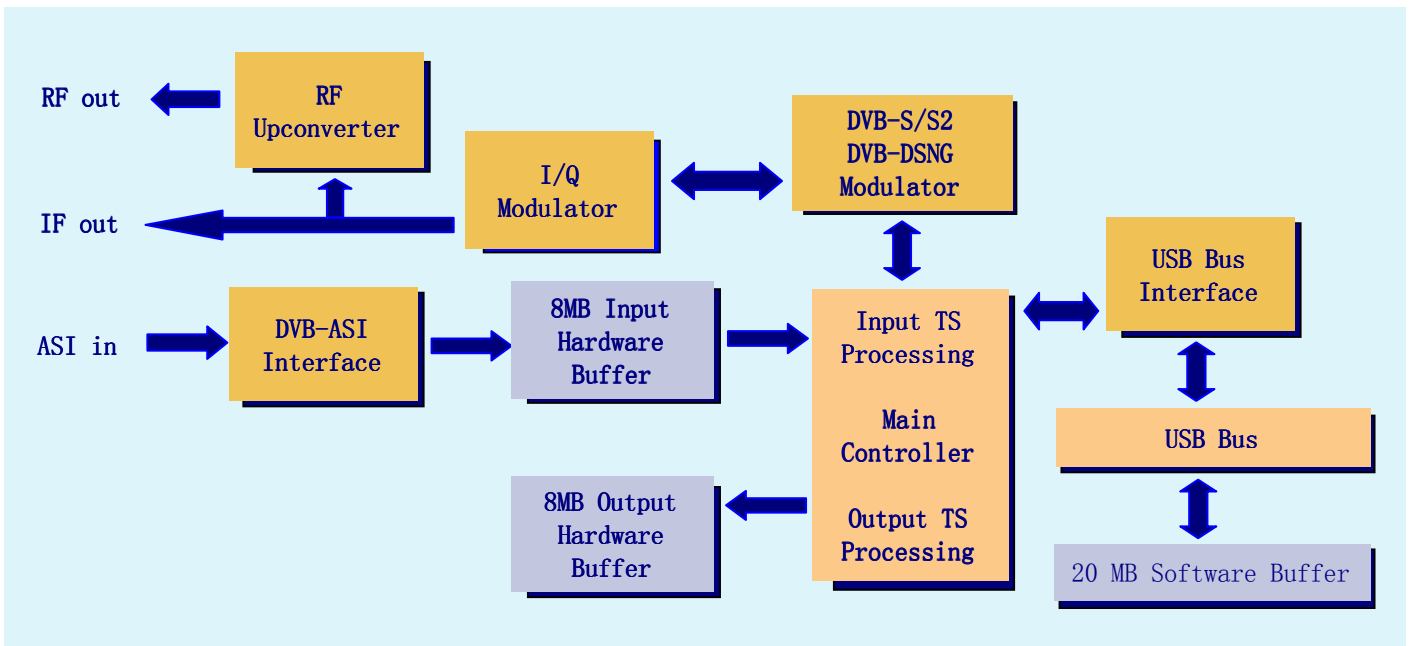 RF out
RF
Upconverter
I/Q
Modulator
DVB-S/S2
DVB-DSNG
Modulator
IF out
USB Bus
Interface
ASI in
DVB-ASI
Interface
8MB Input
Hardware
Buffer
Input TS
Processing
Main
Controller
Output TS
Processing
USB Bus
8MB Output
Hardware
Buffer
20 MB Software Buffer